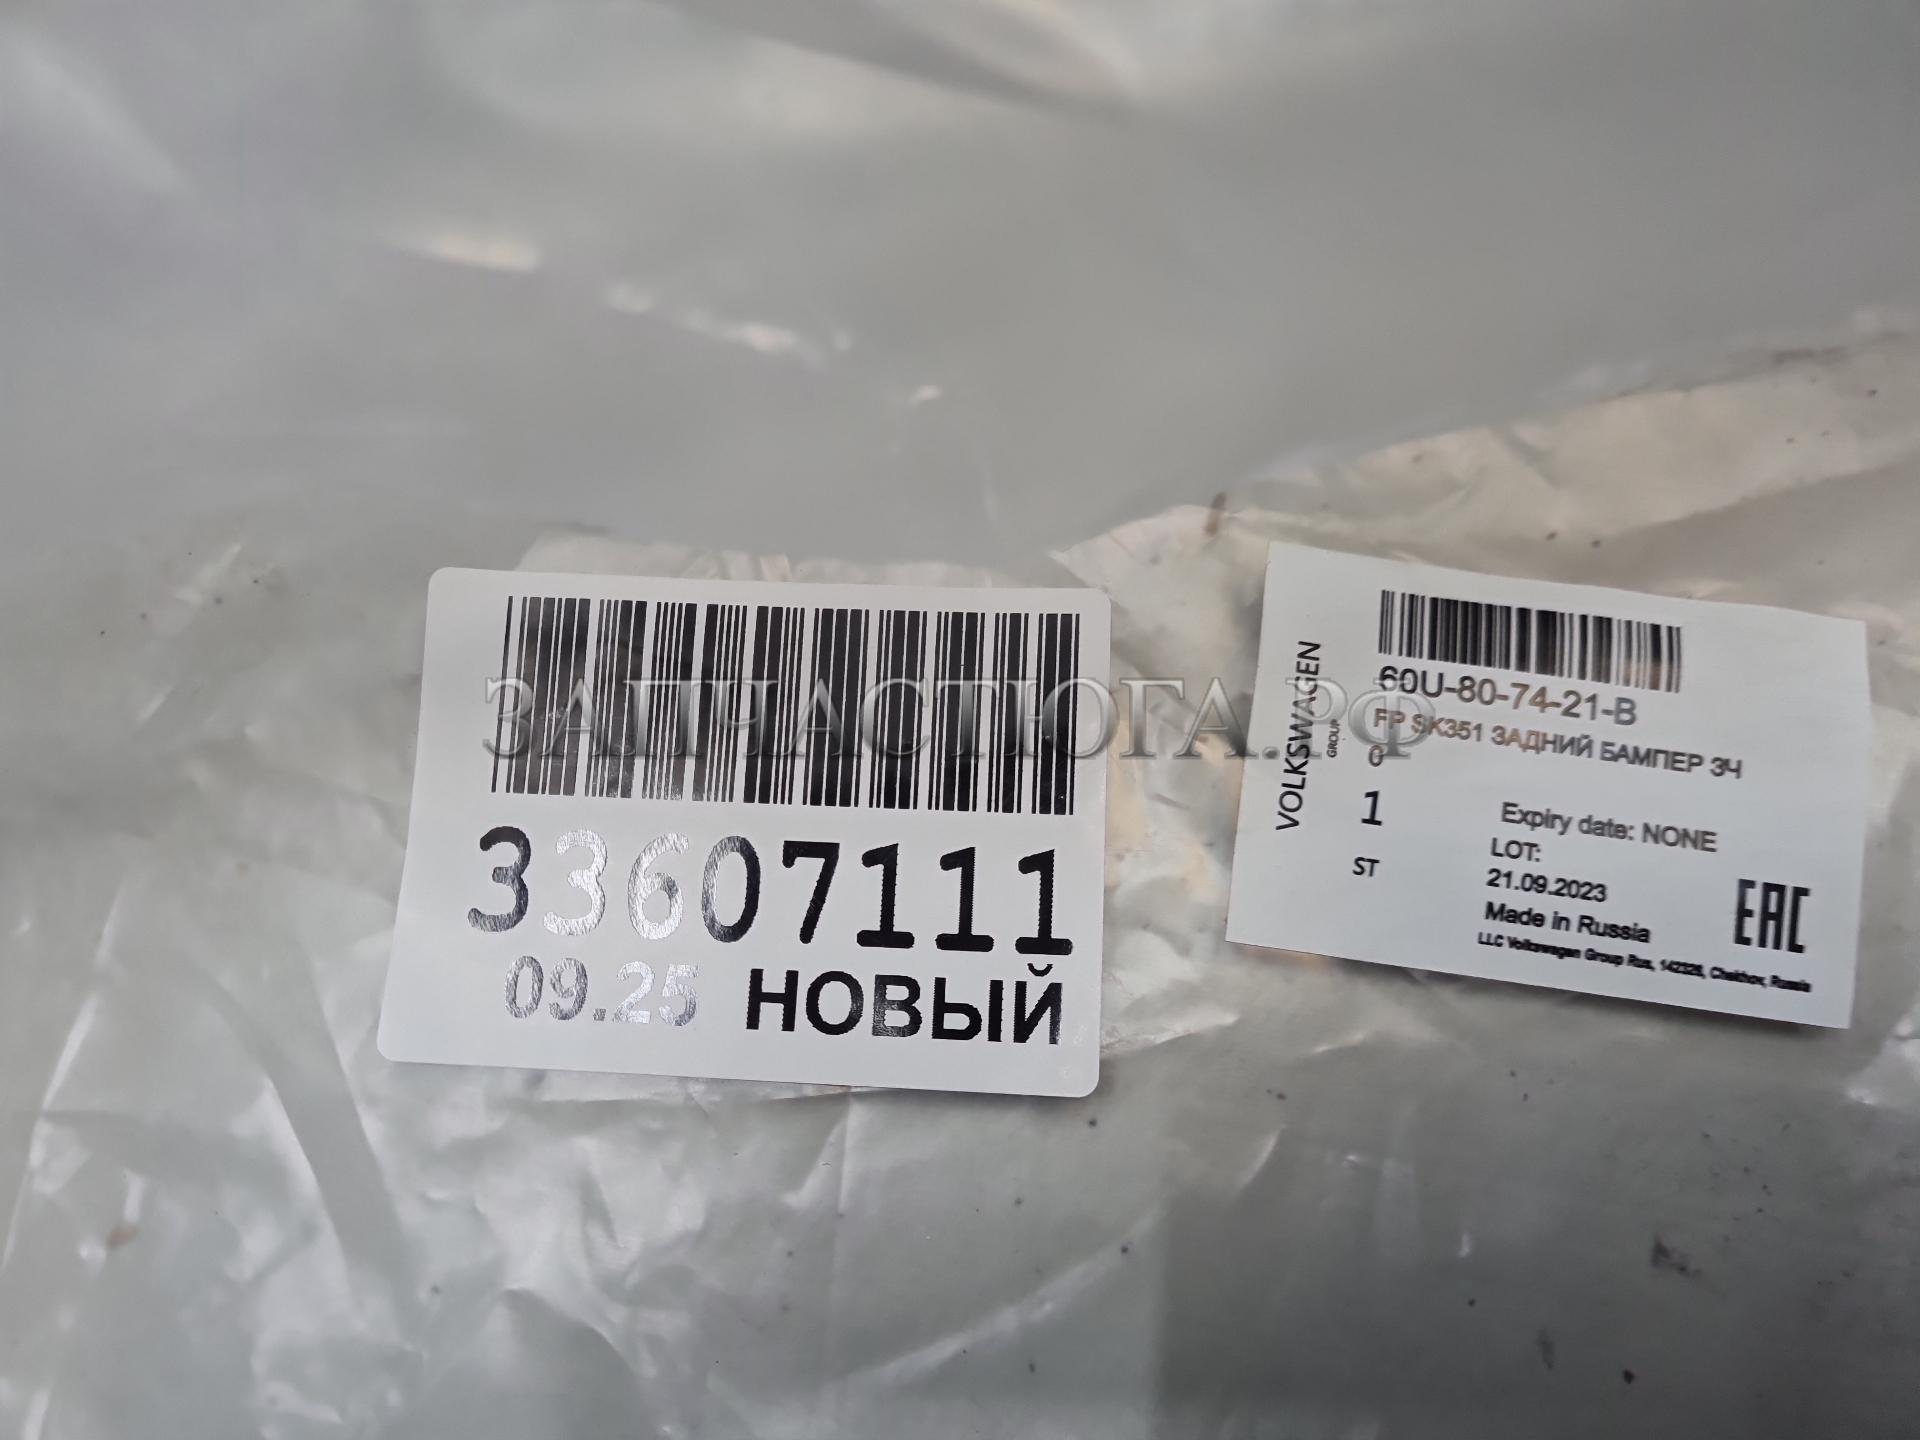 33607111
09.25 НОВЫЙ
ЗАПЧАСТЮГА.РФ
VOLKSWAGEN
GROUP
60U-80-74-21-B
FP SK351 ЗАДНИЙ БАМПЕР ЗЧ
0
1
ST
Expiry date: NONE
LOT:
21.09.2023
Made in Russia
EAC
LLC Volkswagen Group Rus, 142326, Chekhov, Russia